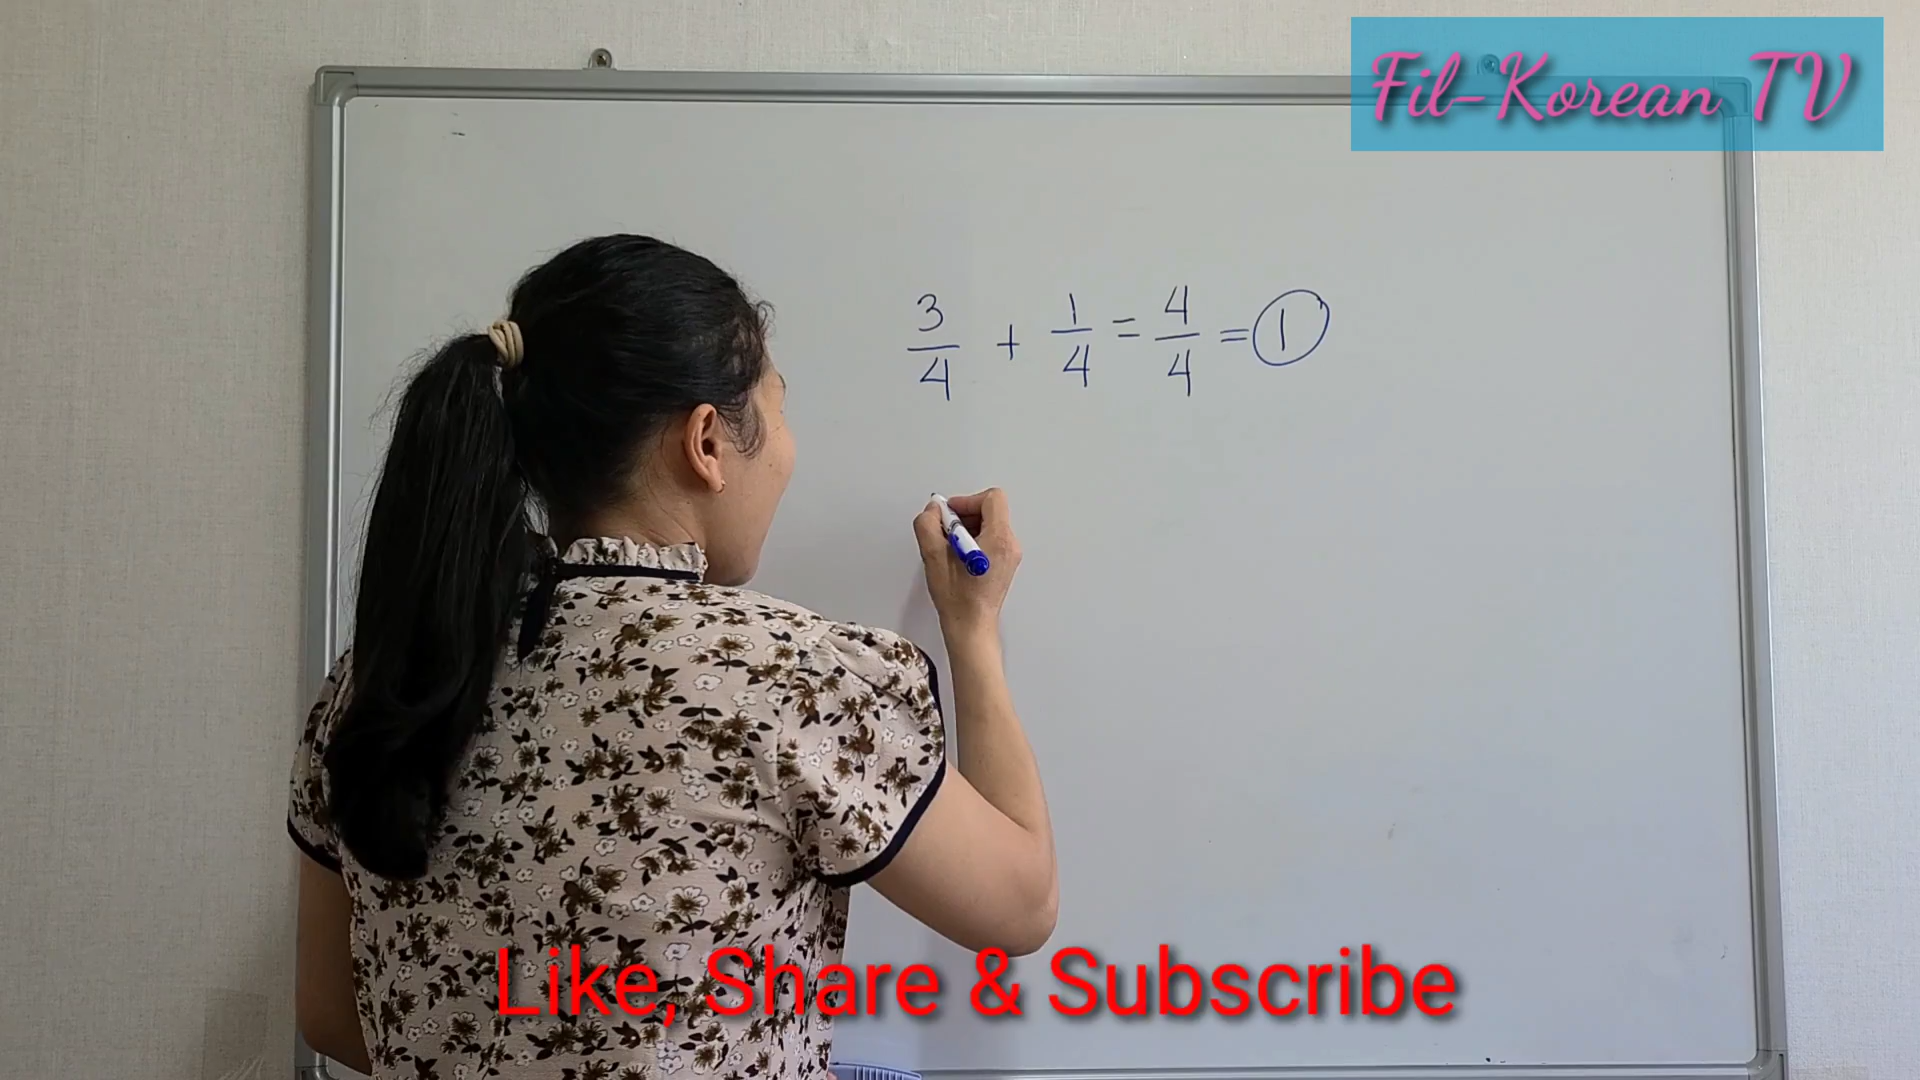 Fil-Korean TV
3/4 + 1/4 = 4/4 = 1
Like, Share & Subscribe